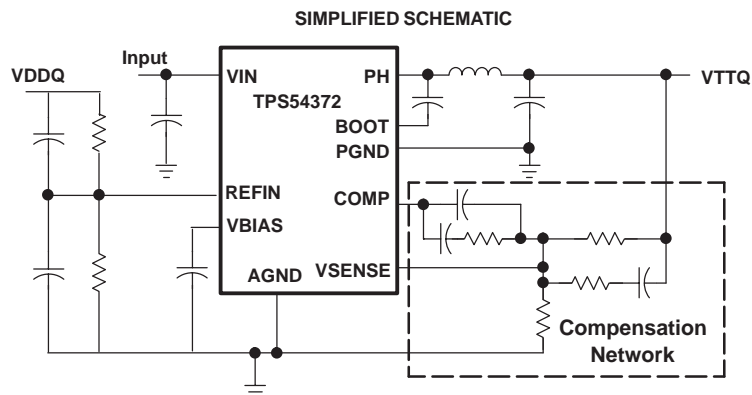 SIMPLIFIED SCHEMATIC
Input
VDDQ
VIN
PH
VTTQ
TPS54372
BOOT
PGND
REFIN
COMP
VBIAS
AGND
VSENSE
Compensation
Network